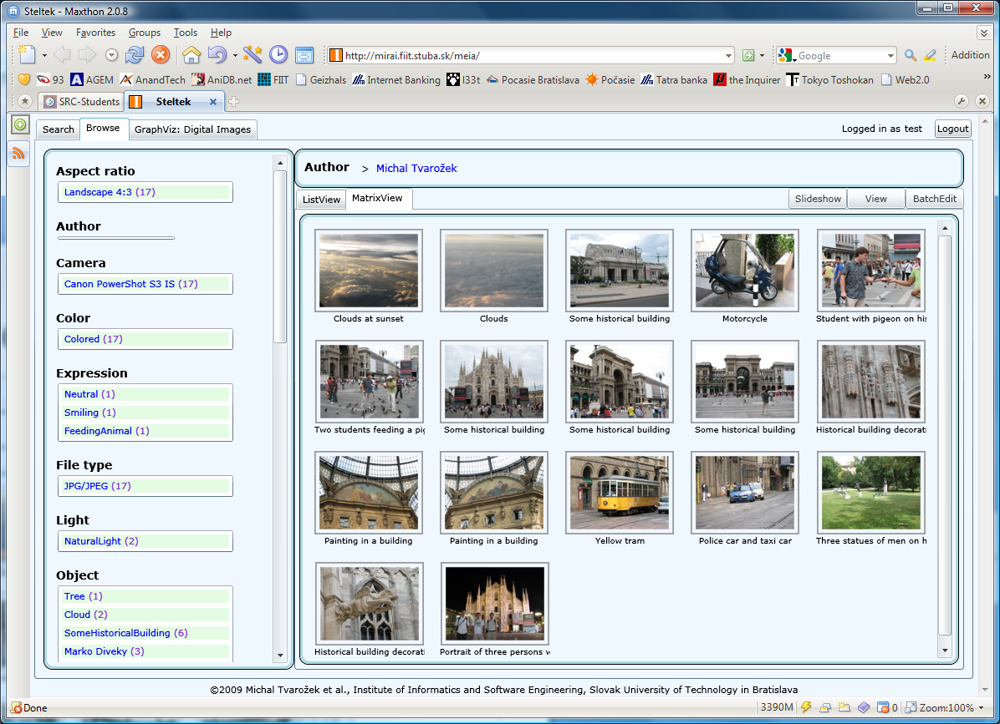 Steltek - Maxthon 2.0.8
File View Favorites Groups Tools Help
http://mirai.fiit.stuba.sk/meia/ Google Addition
93 AGEM AnandTech AniDB.net FIIT Geizhals Internet Banking l33t Pocasie Bratislava Počasie Tatra banka the Inquirer Tokyo Toshokan Web2.0 »
SRC-Students Steltek
Search Browse GraphViz: Digital Images Logged in as test Logout
Aspect ratio
Landscape 4:3 (17)
Author
Camera
Canon PowerShot S3 IS (17)
Color
Colored (17)
Expression
Neutral (1)
Smiling (1)
FeedingAnimal (1)
File type
JPG/JPEG (17)
Light
NaturalLight (2)
Object
Tree (1)
Cloud (2)
SomeHistoricalBuilding (6)
Marko Diveky (3)
Author > Michal Tvarožek
ListView MatrixView Slideshow View BatchEdit
Clouds at sunset Clouds Some historical building Motorcycle Student with pigeon on his
Two students feeding a pig Some historical building Some historical building Some historical building Historical building decorati
Painting in a building Painting in a building Yellow tram Police car and taxi car Three statues of men on h
Historical building decorati Portrait of three persons w
©2009 Michal Tvarožek et al., Institute of Informatics and Software Engineering, Slovak University of Technology in Bratislava
Done 3390M 0 Zoom:100%